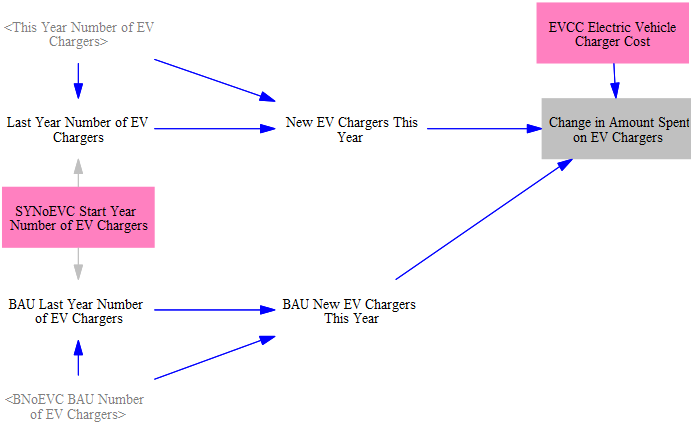 <This Year Number of EV
Chargers>
EVCC Electric Vehicle
Charger Cost
Last Year Number of EV
Chargers
New EV Chargers This
Year
Change in Amount Spent
on EV Chargers
SYNoEVC Start Year
Number of EV Chargers
BAU Last Year Number
of EV Chargers
BAU New EV Chargers
This Year
<BNoEVC BAU Number
of EV Chargers>